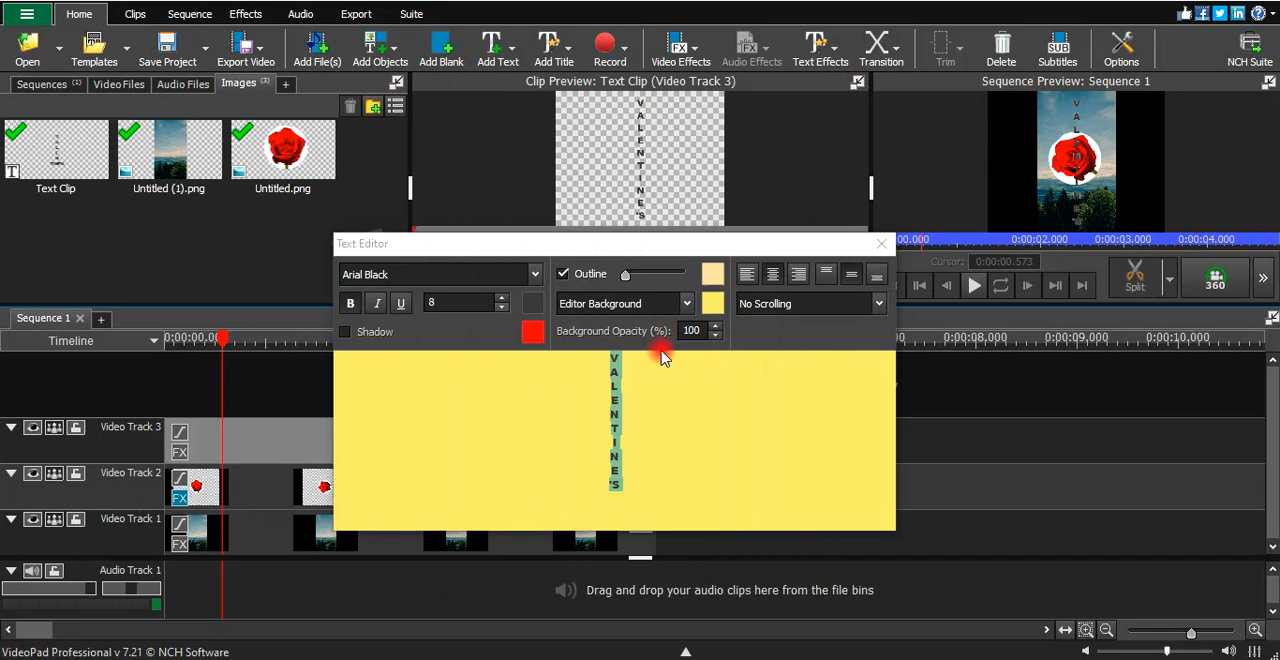 Home Clips Sequence Effects Audio Export Suite
Open Templates Save Project Export Video Add File(s) Add Objects Add Blank Add Text Add Title Record Video Effects Audio Effects Text Effects Transition Trim Delete Subtitles Options NCH Suite
Sequences (1) Video Files Audio Files Images (3) +
Clip Preview: Text Clip (Video Track 3)
Sequence Preview: Sequence 1
Text Clip Untitled (1).png Untitled.png
V
A
L
E
N
T
I
N
E
'S
Text Editor
Arial Black
Outline
B I U 8
Editor Background
No Scrolling
Shadow
Background Opacity (%): 100
V
A
L
E
N
T
I
N
E
'S
00.000 0:00:02,000 0:00:03,000 0:00:04,000
Cursor: 0:00:00.573
Split
360
Sequence 1
Timeline
0:00:00,00 0:00:08,000 0:00:09,000 0:00:10,000
Video Track 3
FX
Video Track 2
FX
Video Track 1
FX
Audio Track 1
Drag and drop your audio clips here from the file bins
VideoPad Professional v 7.21 © NCH Software